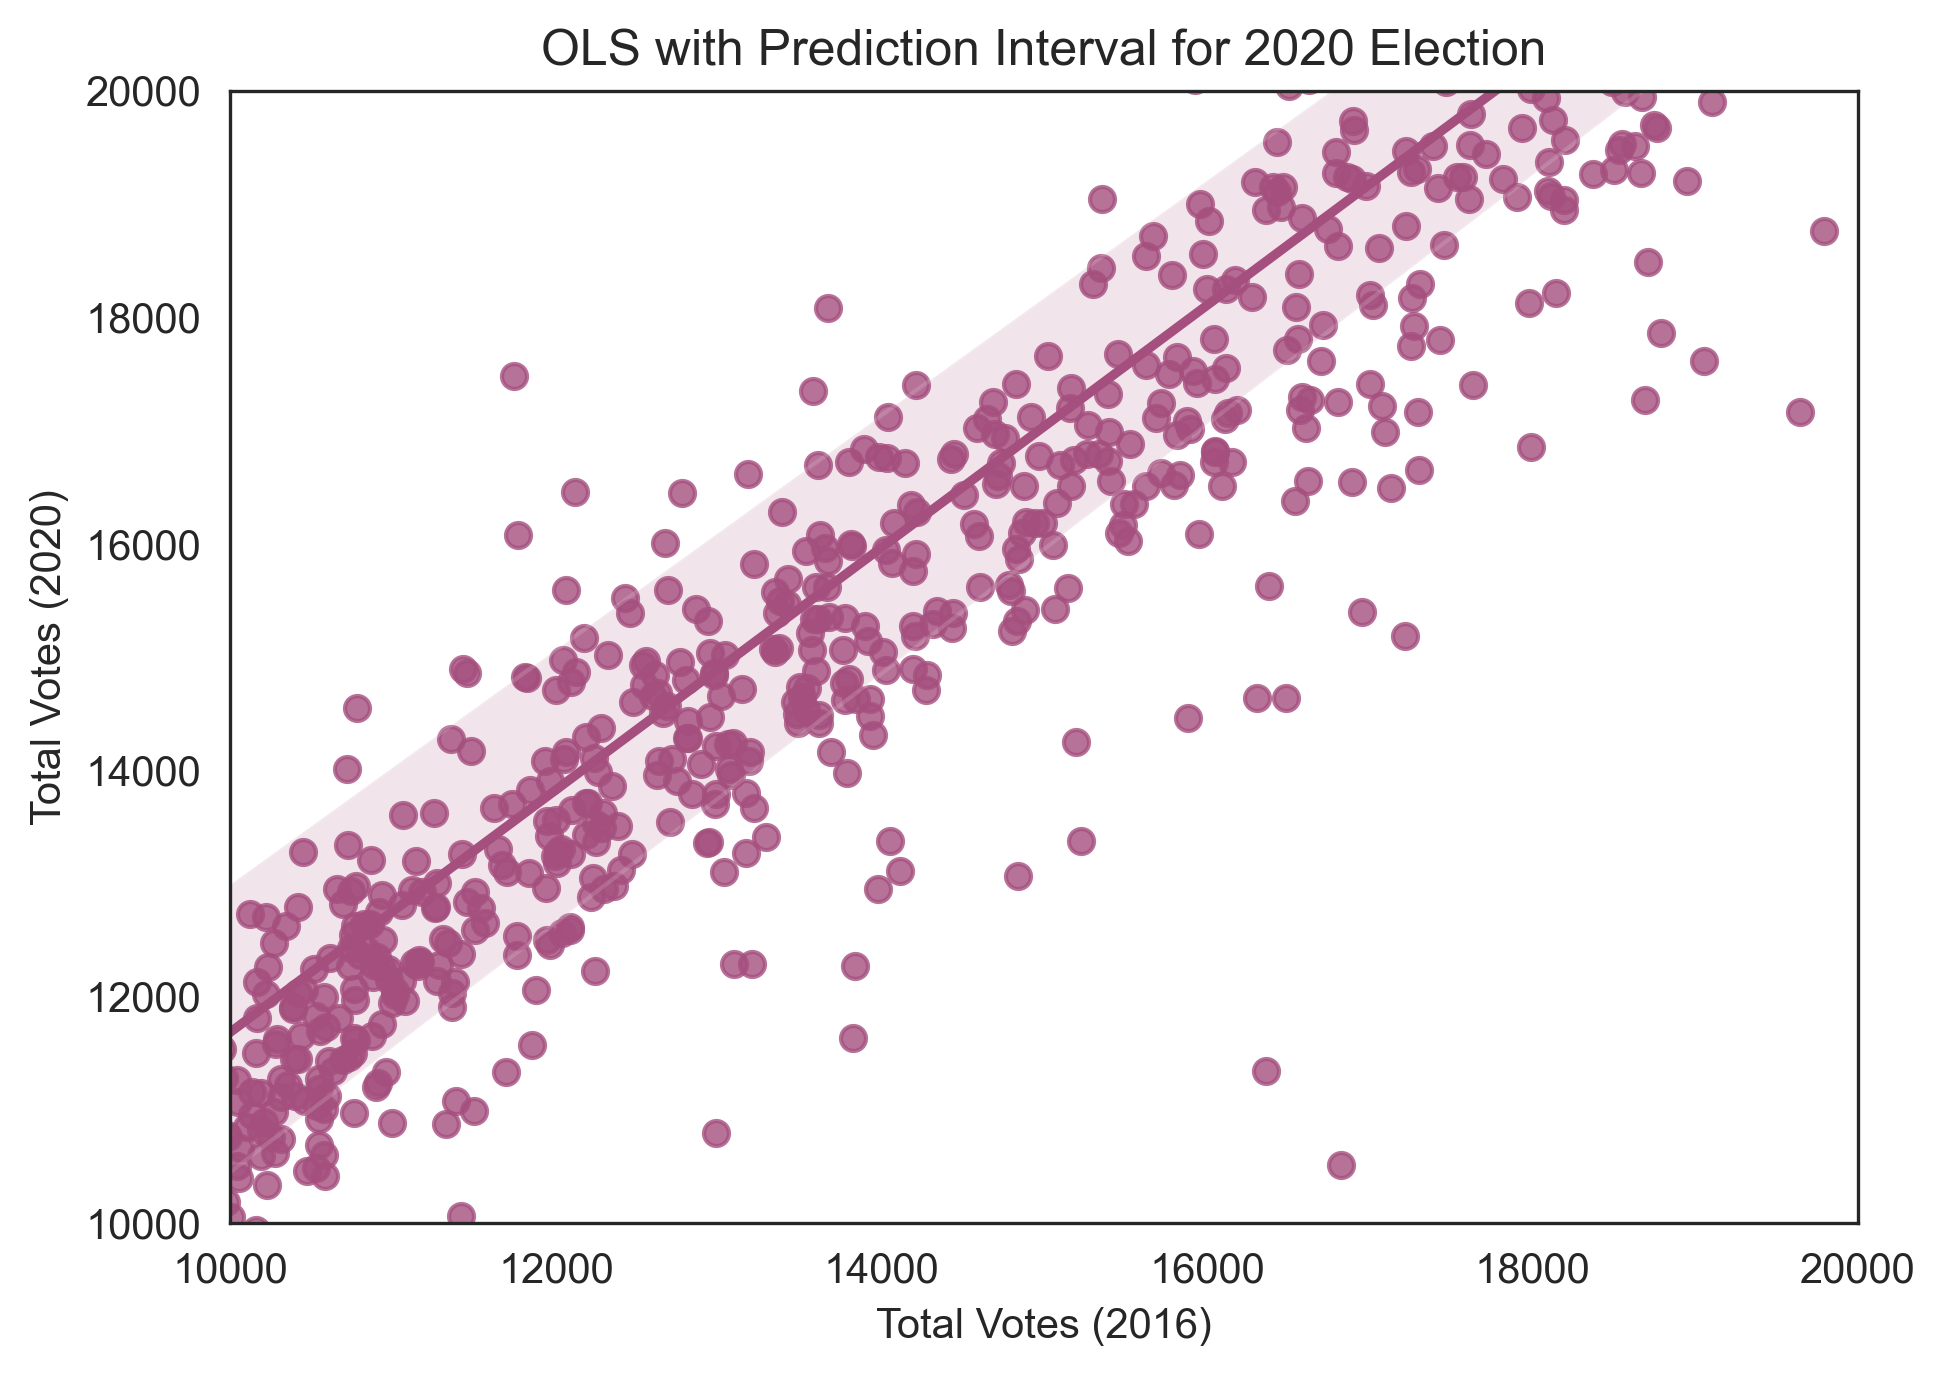 OLS with Prediction Interval for 2020 Election
20000
18000
16000
14000
12000
10000
Total Votes (2020)
10000 12000 14000 16000 18000 20000
Total Votes (2016)